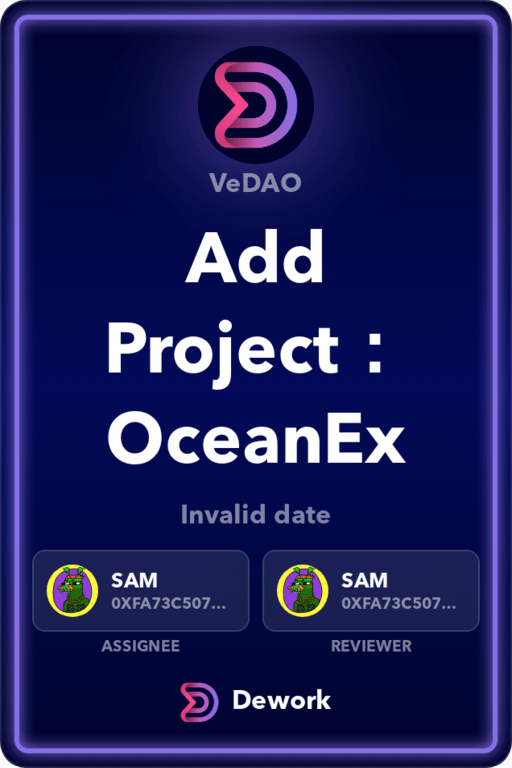 VeDAO
Add
Project：
OceanEx
Invalid date
SAM
0XFA73C507...
ASSIGNEE
SAM
0XFA73C507...
REVIEWER
Dework